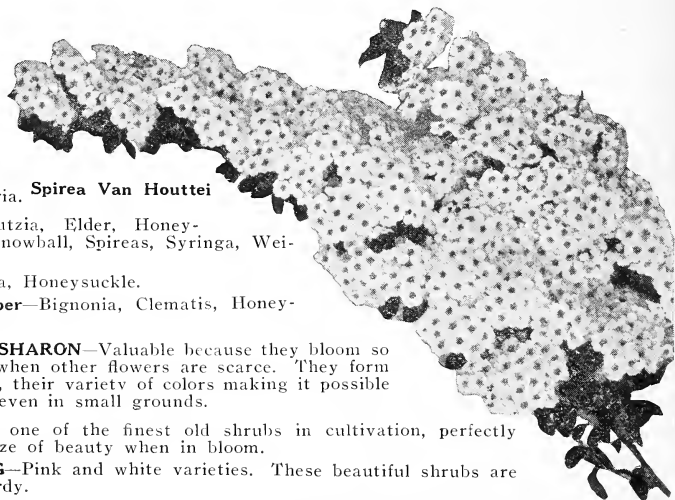 ria. Spirea Van Houttei
utzia, Elder, Honey-
nowball, Spireas, Syringa, Wei-
a, Honeysuckle.
per—Bignonia, Clematis, Honey-
SHARON—Valuable because they bloom so
when other flowers are scarce. They form
, their variety of colors making it possible
even in small grounds.
one of the finest old shrubs in cultivation, perfectly
ze of beauty when in bloom.
G—Pink and white varieties. These beautiful shrubs are
rdy.